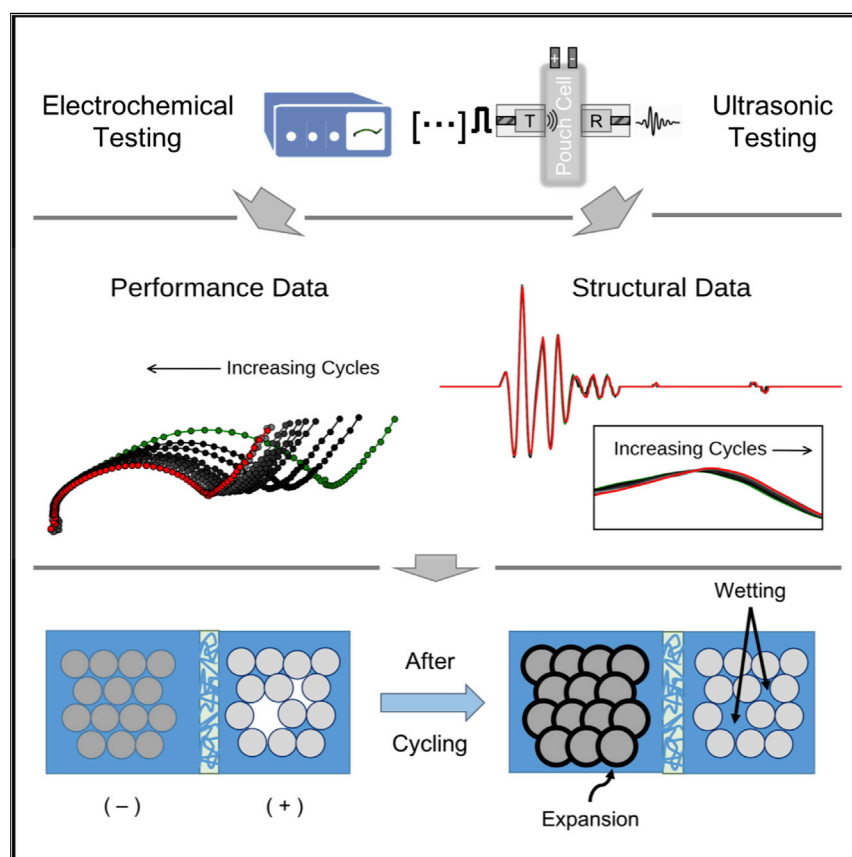 Electrochemical
Testing
[···]
T
+ -
Pouch Cell
R
Ultrasonic
Testing
Performance Data
Structural Data
Increasing Cycles
Increasing Cycles
Wetting
After
Cycling
( – )
( + )
Expansion